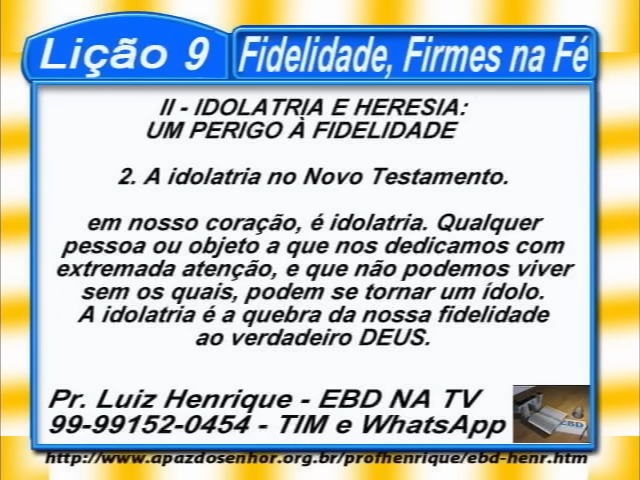 Lição 9
Fidelidade, Firmes na Fé
II - IDOLATRIA E HERESIA:
UM PERIGO À FIDELIDADE
2. A idolatria no Novo Testamento.
em nosso coração, é idolatria. Qualquer
pessoa ou objeto a que nos dedicamos com
extremada atenção, e que não podemos viver
sem os quais, podem se tornar um ídolo.
A idolatria é a quebra da nossa fidelidade
ao verdadeiro DEUS.
Pr. Luiz Henrique - EBD NA TV
99-99152-0454 - TIM e WhatsApp
EBD
http://www.apazdosenhor.org.br/profhenrique/ebd-henr.htm